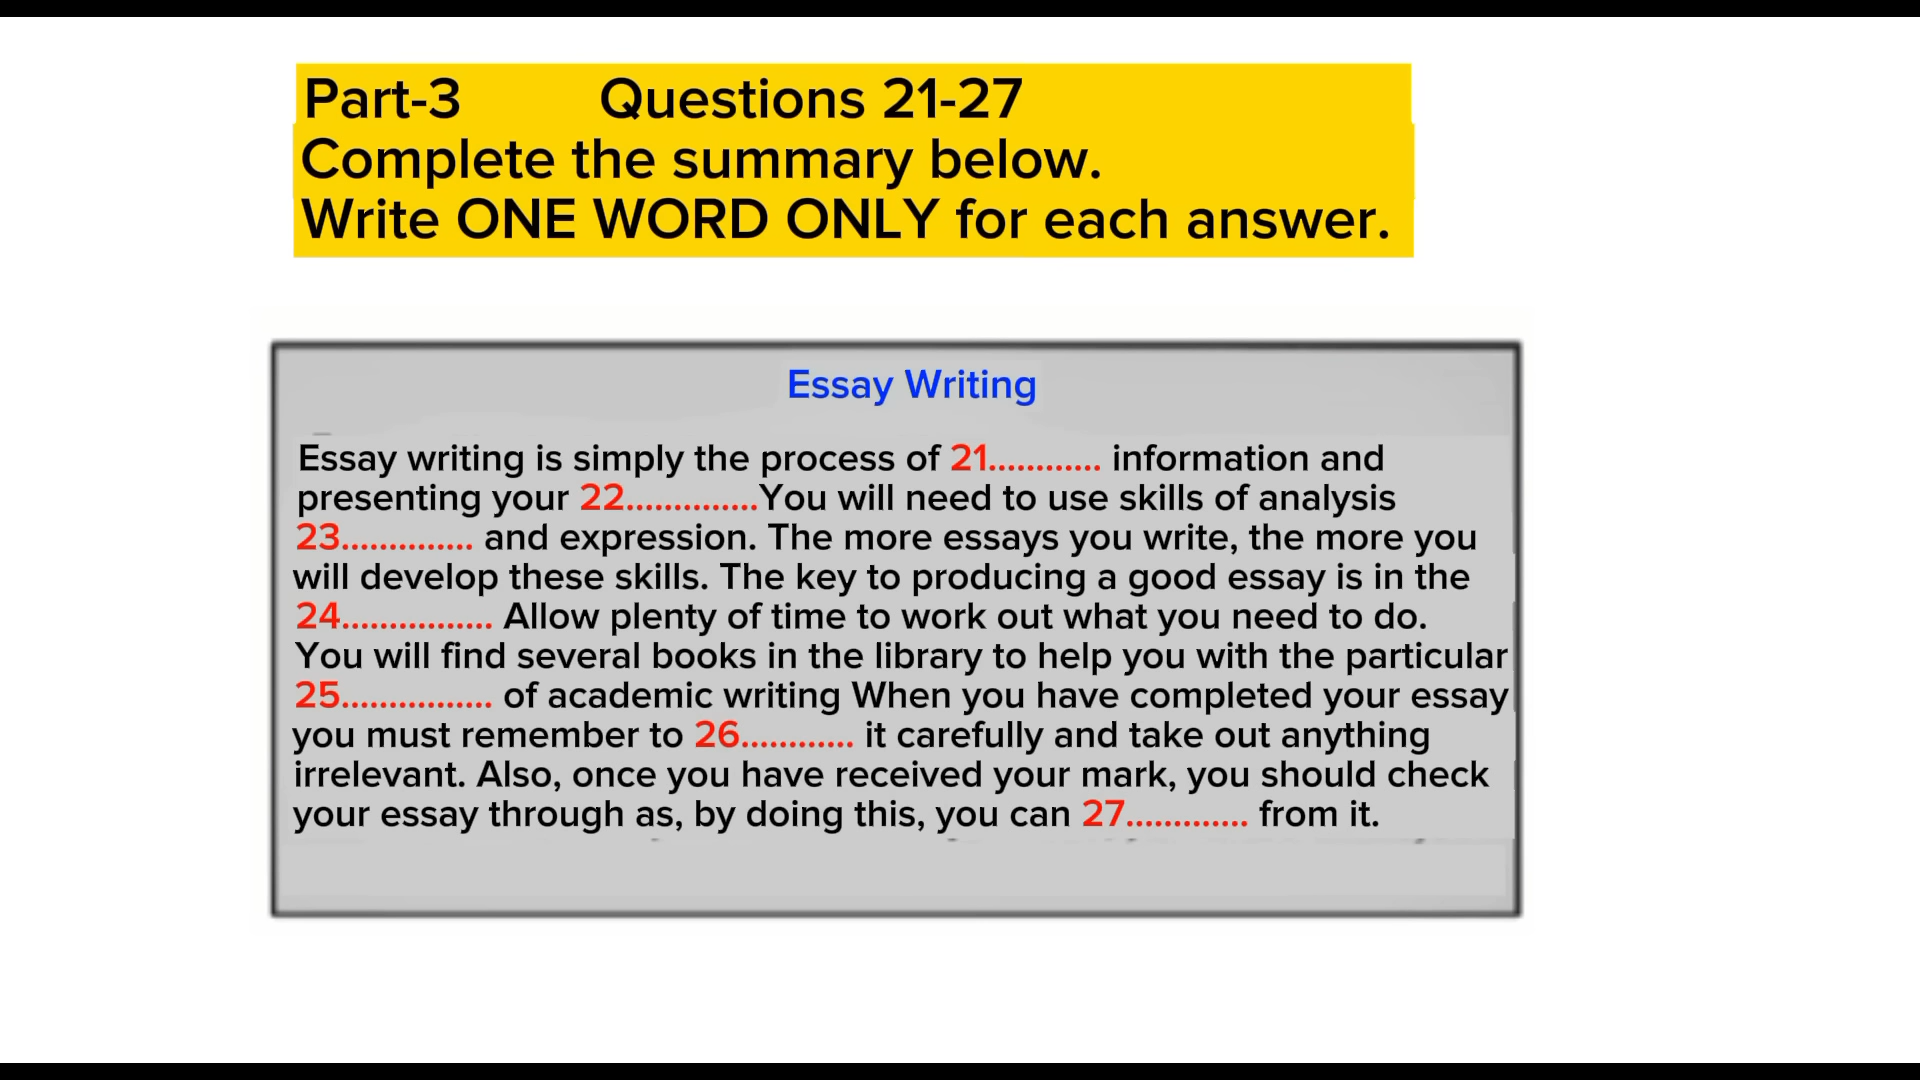 Part-3 Questions 21-27
Complete the summary below.
Write ONE WORD ONLY for each answer.
Essay Writing
Essay writing is simply the process of 21............ information and
presenting your 22..............You will need to use skills of analysis
23.............. and expression. The more essays you write, the more you
will develop these skills. The key to producing a good essay is in the
24................ Allow plenty of time to work out what you need to do.
You will find several books in the library to help you with the particular
25................ of academic writing When you have completed your essay
you must remember to 26............ it carefully and take out anything
irrelevant. Also, once you have received your mark, you should check
your essay through as, by doing this, you can 27............. from it.